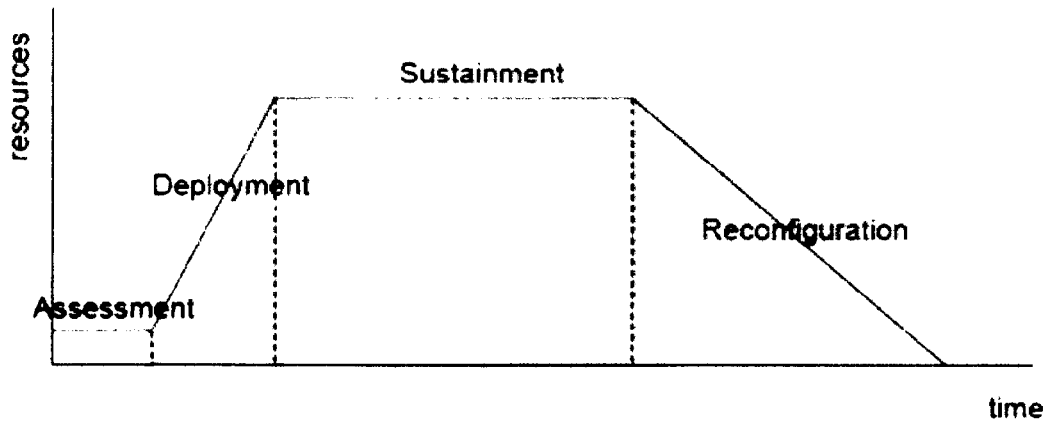 resources
Sustainment
Deployment
Reconfiguration
Assessment
time